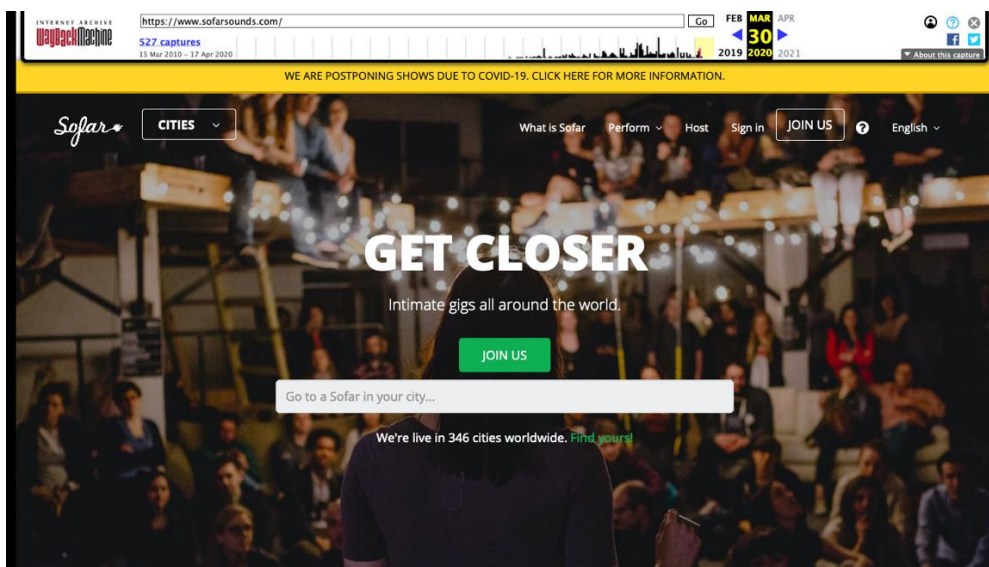 INTERNET ARCHIVE
WayBackMachine
https://www.sofarsounds.com/
Go
527 captures
15 Mar 2010 – 17 Apr 2020
FEB MAR APR
30
2019 2020 2021
About this capture
WE ARE POSTPONING SHOWS DUE TO COVID-19. CLICK HERE FOR MORE INFORMATION.
Sofar
CITIES
What is Sofar
Perform
Host
Sign in
JOIN US
?
English
GET CLOSER
Intimate gigs all around the world.
JOIN US
Go to a Sofar in your city...
We're live in 346 cities worldwide. Find yours!